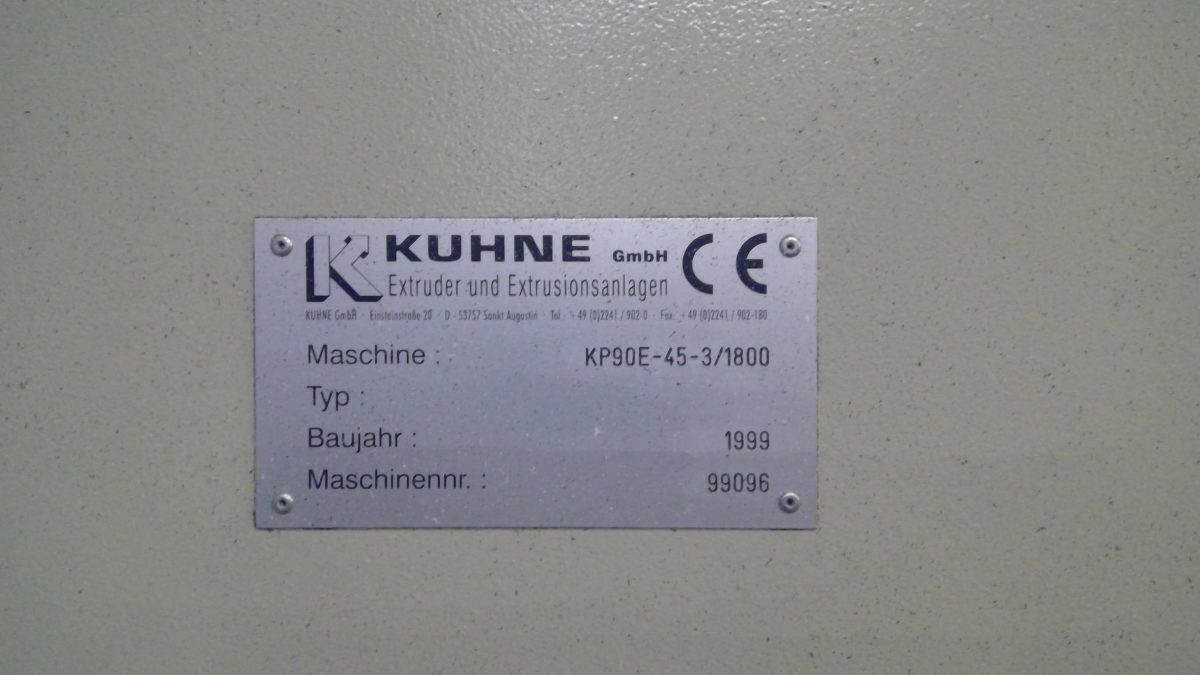 K KUHNE GmbH CE
Extruder und Extrusionsanlagen
KUHNE GmbH · Einsteinstraße 20 · D - 53757 Sankt Augustin · Tel. +49 (0)2241 / 902-0 · Fax +49 (0)2241 / 902-180
Maschine : KP90E-45-3/1800
Typ :
Baujahr : 1999
Maschinennr. : 99096